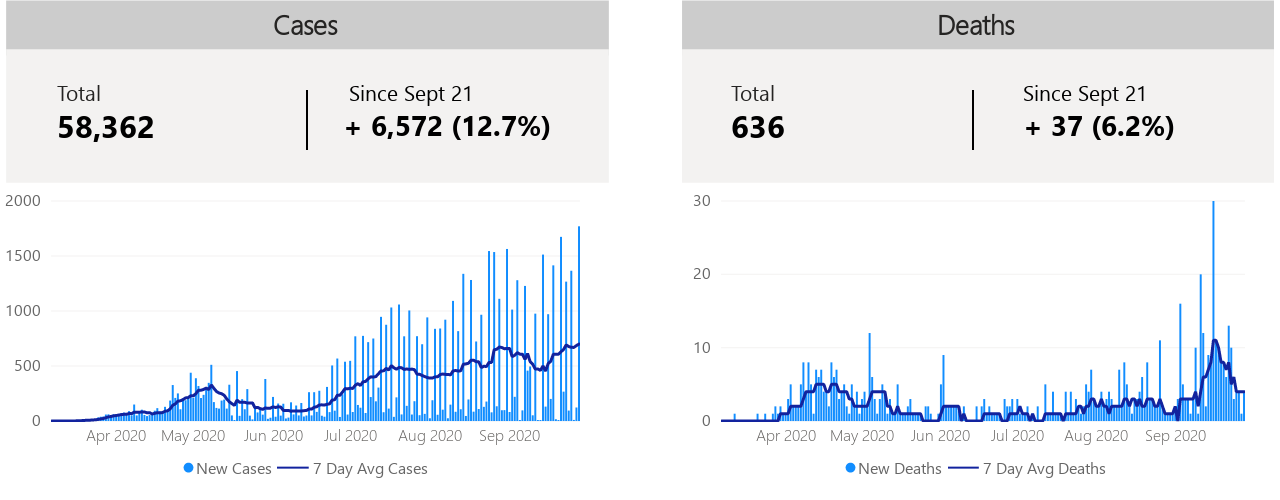 Cases
Total
58,362
Since Sept 21
+ 6,572 (12.7%)
2000
1500
1000
500
0
Apr 2020 May 2020 Jun 2020 Jul 2020 Aug 2020 Sep 2020
New Cases 7 Day Avg Cases
Deaths
Total
636
Since Sept 21
+ 37 (6.2%)
30
20
10
0
Apr 2020 May 2020 Jun 2020 Jul 2020 Aug 2020 Sep 2020
New Deaths 7 Day Avg Deaths